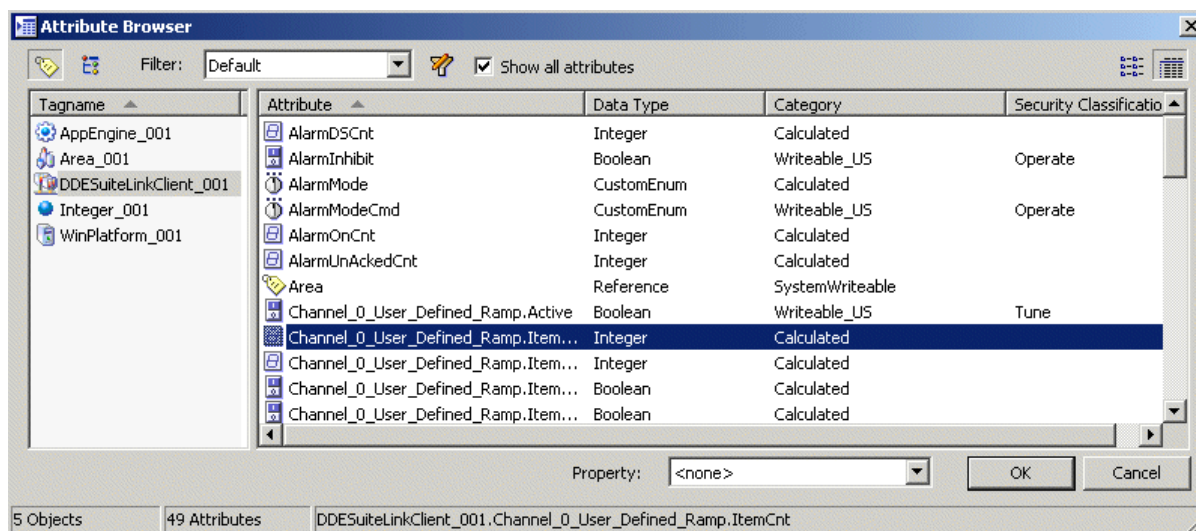 Attribute Browser
Filter: Default Show all attributes
Tagname Attribute Data Type Category Security Classificatio
AppEngine_001 AlarmDSCnt Integer Calculated
Area_001 AlarmInhibit Boolean Writeable_US Operate
DDESuiteLinkClient_001 AlarmMode CustomEnum Calculated
Integer_001 AlarmModeCmd CustomEnum Writeable_US Operate
WinPlatform_001 AlarmOnCnt Integer Calculated
AlarmUnAckedCnt Integer Calculated
Area Reference SystemWriteable
Channel_0_User_Defined_Ramp.Active Boolean Writeable_US Tune
Channel_0_User_Defined_Ramp.Item... Integer Calculated
Channel_0_User_Defined_Ramp.Item... Integer Calculated
Channel_0_User_Defined_Ramp.Item... Boolean Calculated
Channel_0_User_Defined_Ramp.Item... Boolean Calculated
Property: <none> OK Cancel
5 Objects 49 Attributes DDESuiteLinkClient_001.Channel_0_User_Defined_Ramp.ItemCnt